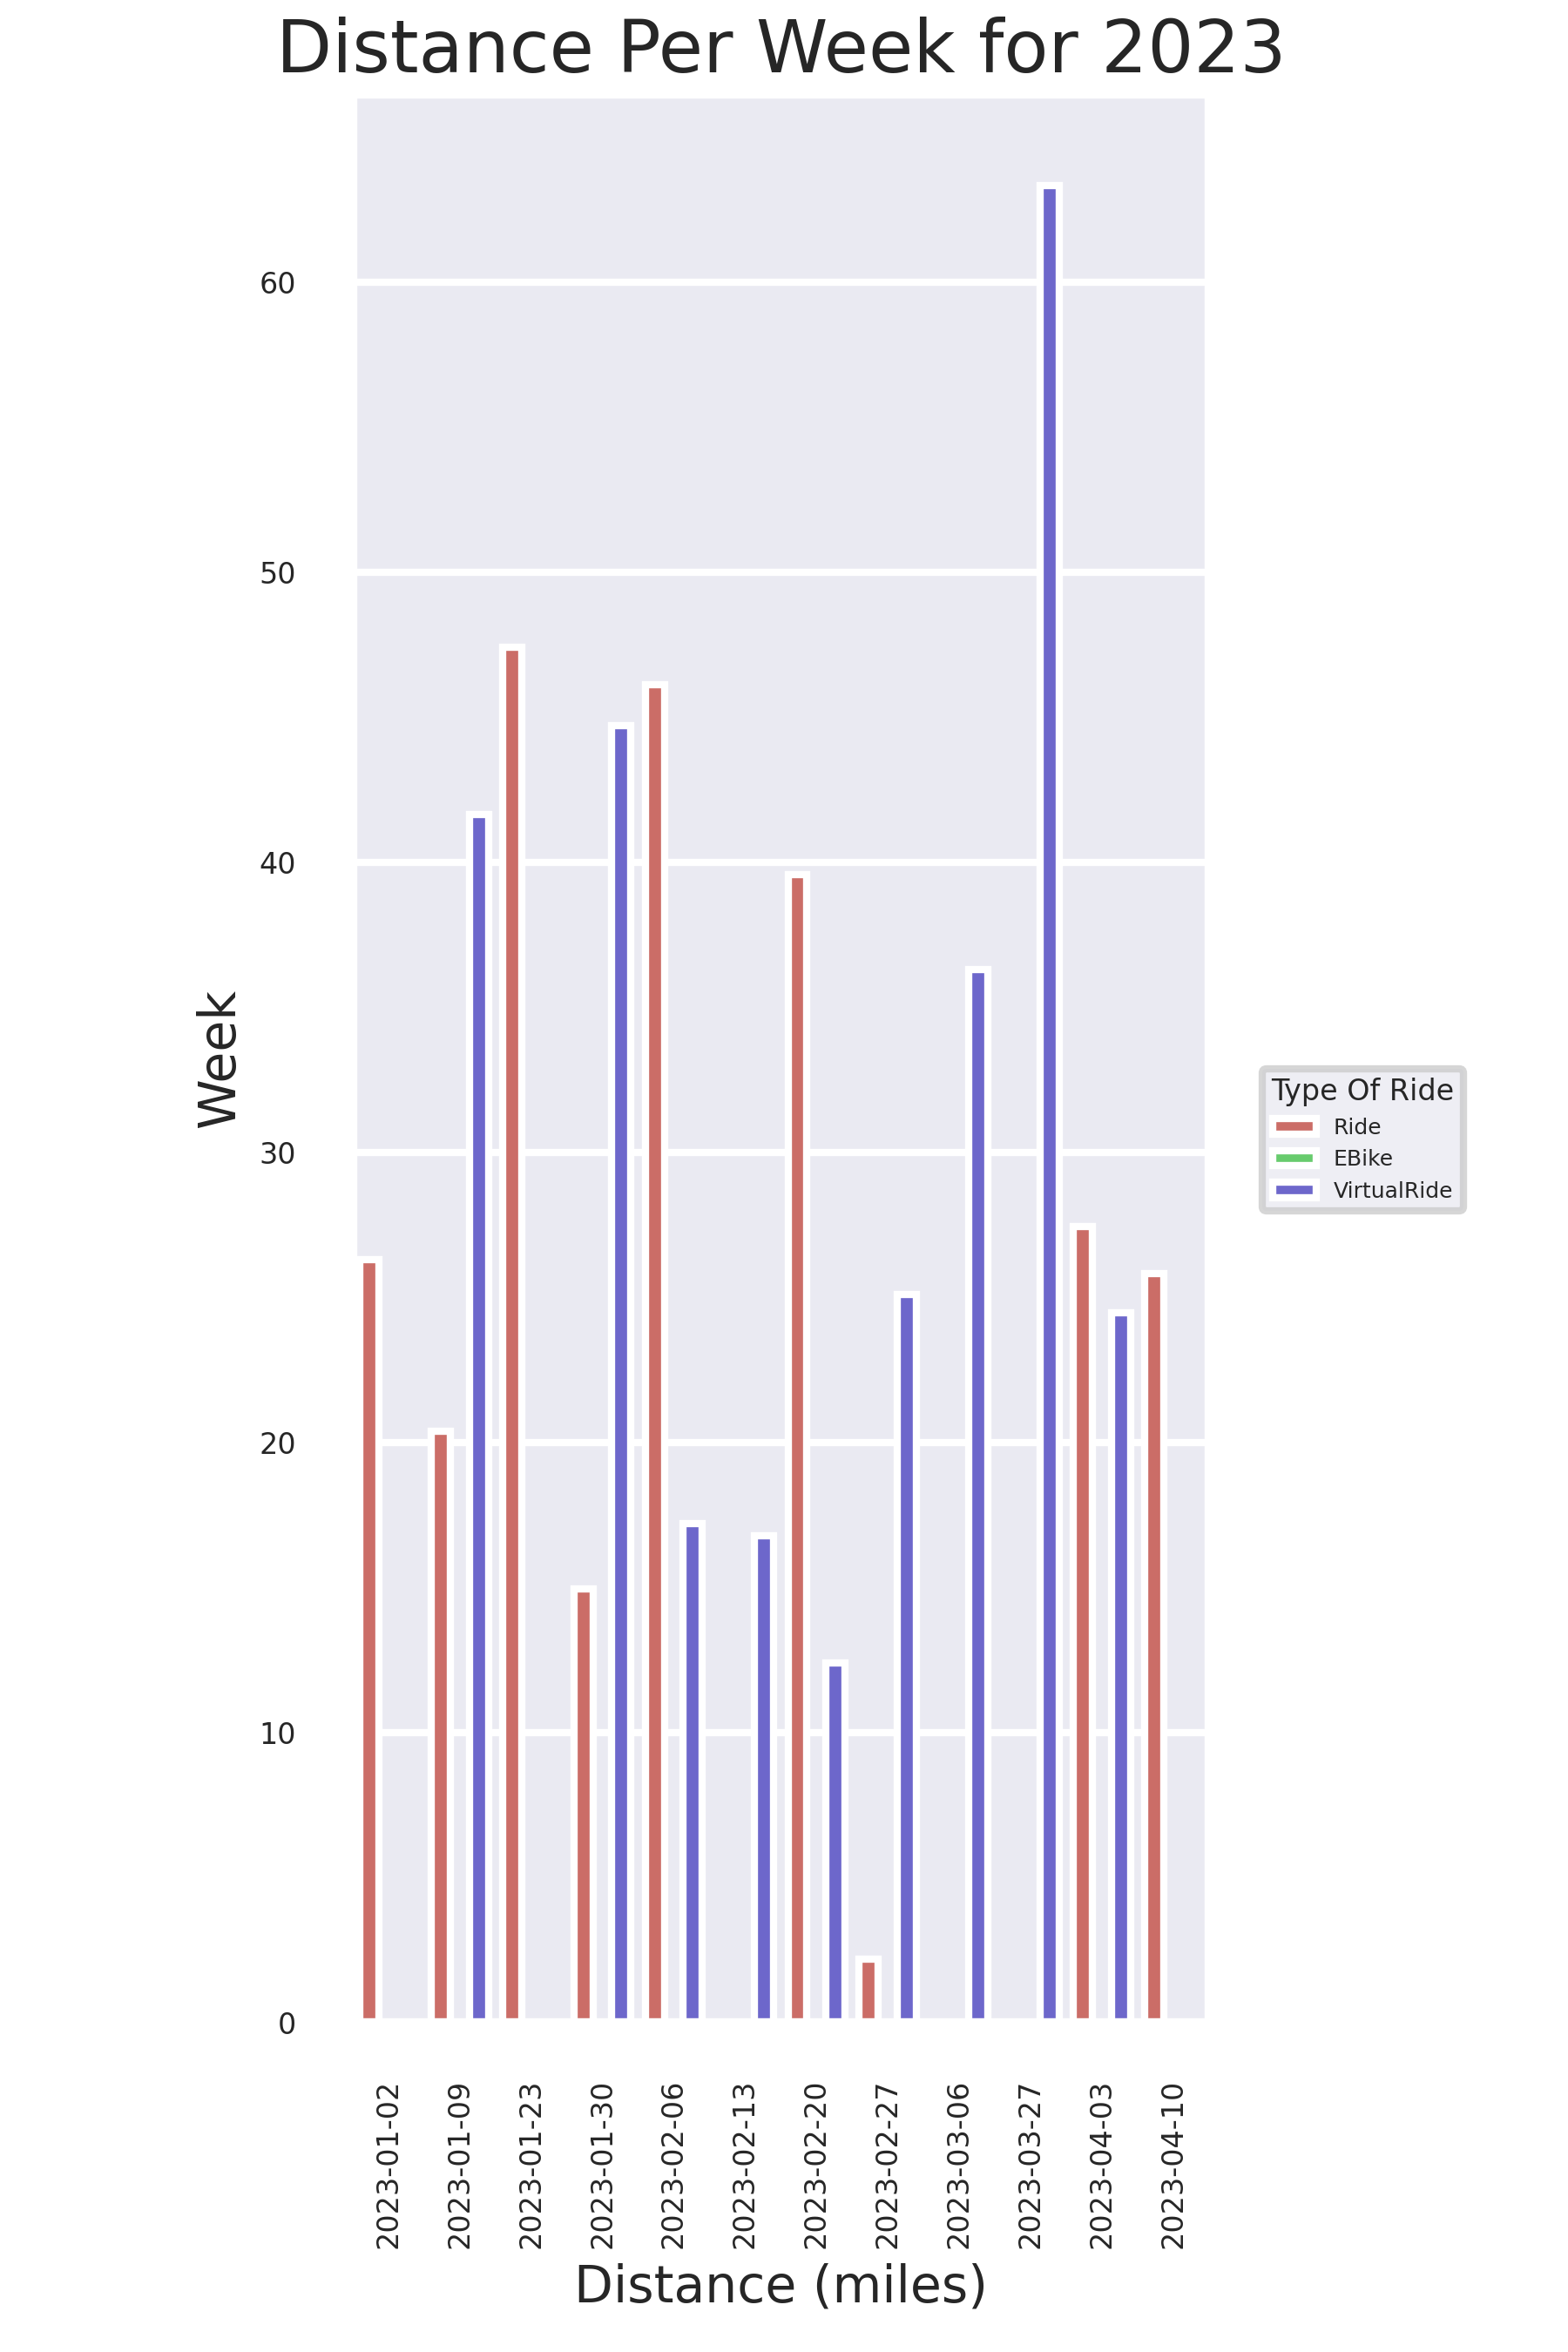 Distance Per Week for 2023
60
50
40
30
20
10
0
Week
Type Of Ride
Ride
EBike
VirtualRide
2023-01-02
2023-01-09
2023-01-23
2023-01-30
2023-02-06
2023-02-13
2023-02-20
2023-02-27
2023-03-06
2023-03-27
2023-04-03
2023-04-10
Distance (miles)